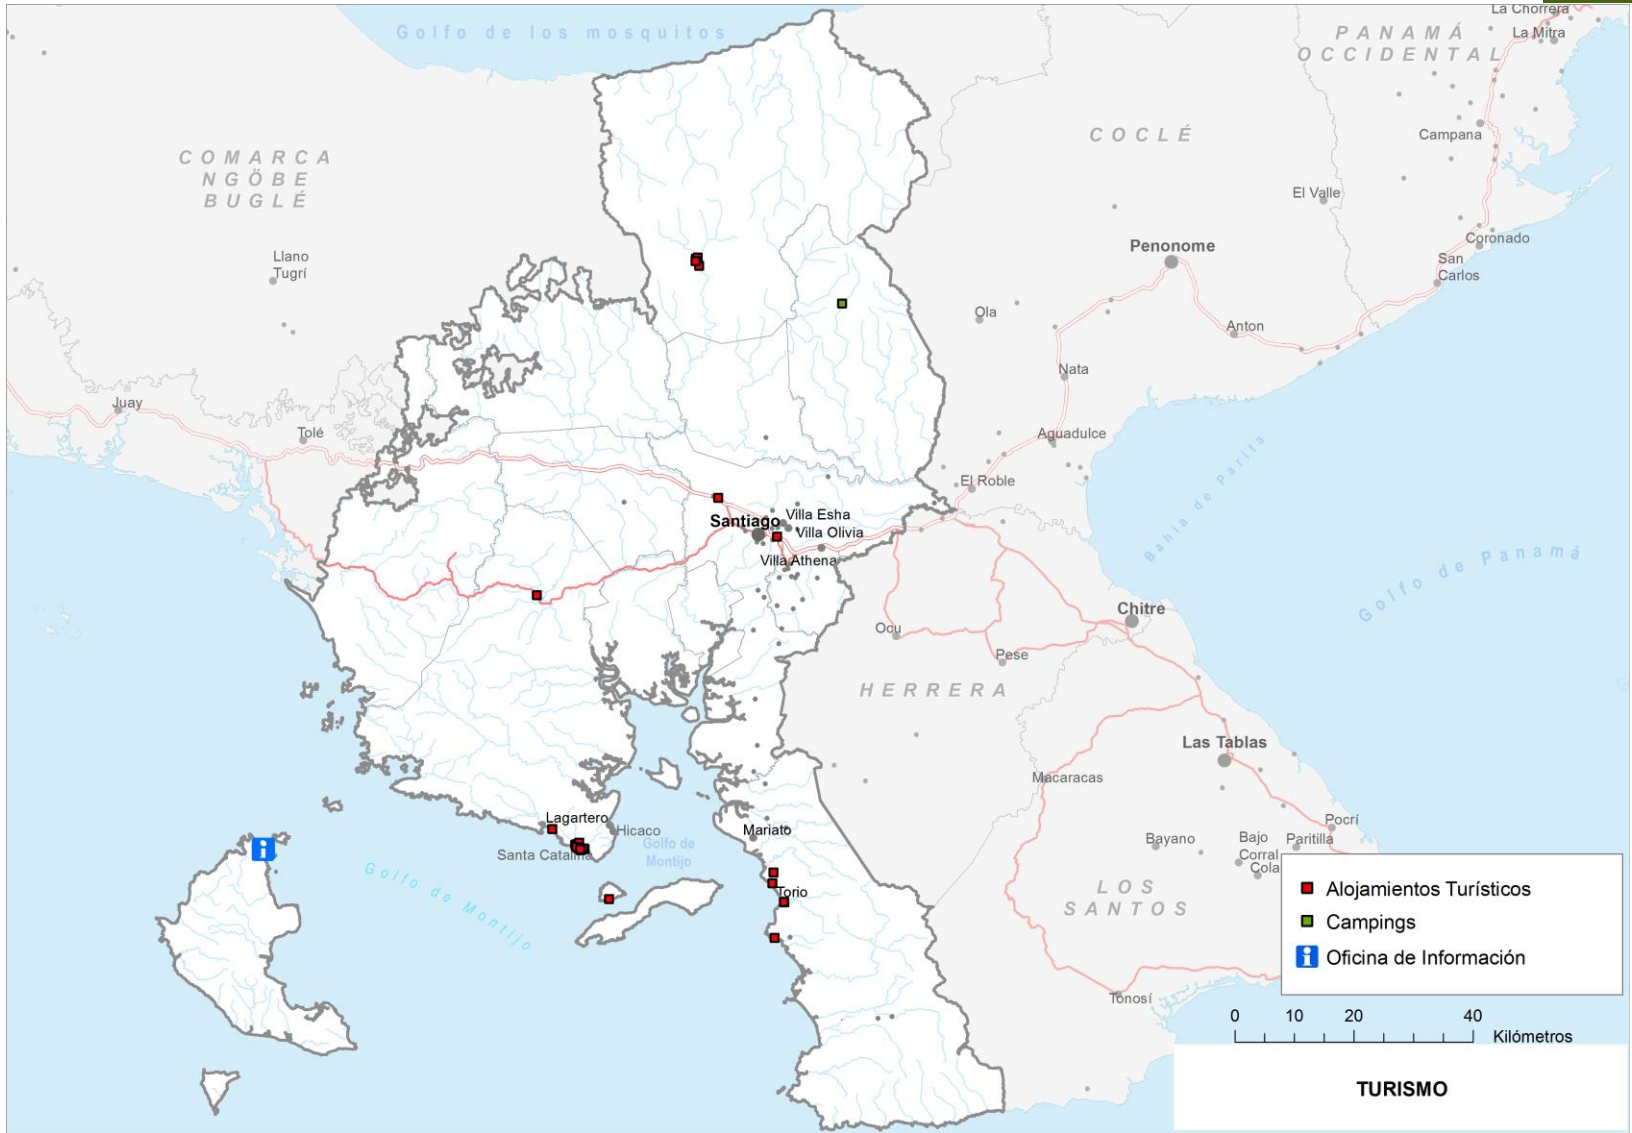 La Chorrera
Golfo de los mosquitos
PANAMÁ
OCCIDENTAL
La Mitra
COCLÉ
Campana
COMARCA
NGÖBE
BUGLÉ
El Valle
Penonome
Coronado
Llano
Tugrí
San
Carlos
Ola
Anton
Nata
Juay
Tolé
Aguadulce
Bahia de Parita
El Roble
Santiago
Villa Esha
Villa Olivia
Villa Athena
Golfo de Panamá
Chitre
Ocu
Pese
HERRERA
Las Tablas
Macaracas
Lagartero
Hicaco
Santa Catalina
Golfo de
Montijo
Mariato
Pocrí
Bayano
Bajo
Corral
Paritilla
Cola
Golfo de Montijo
Torio
LOS
SANTOS
Alojamientos Turísticos
Campings
Oficina de Información
Tonosí
0 10 20 40
Kilómetros
TURISMO